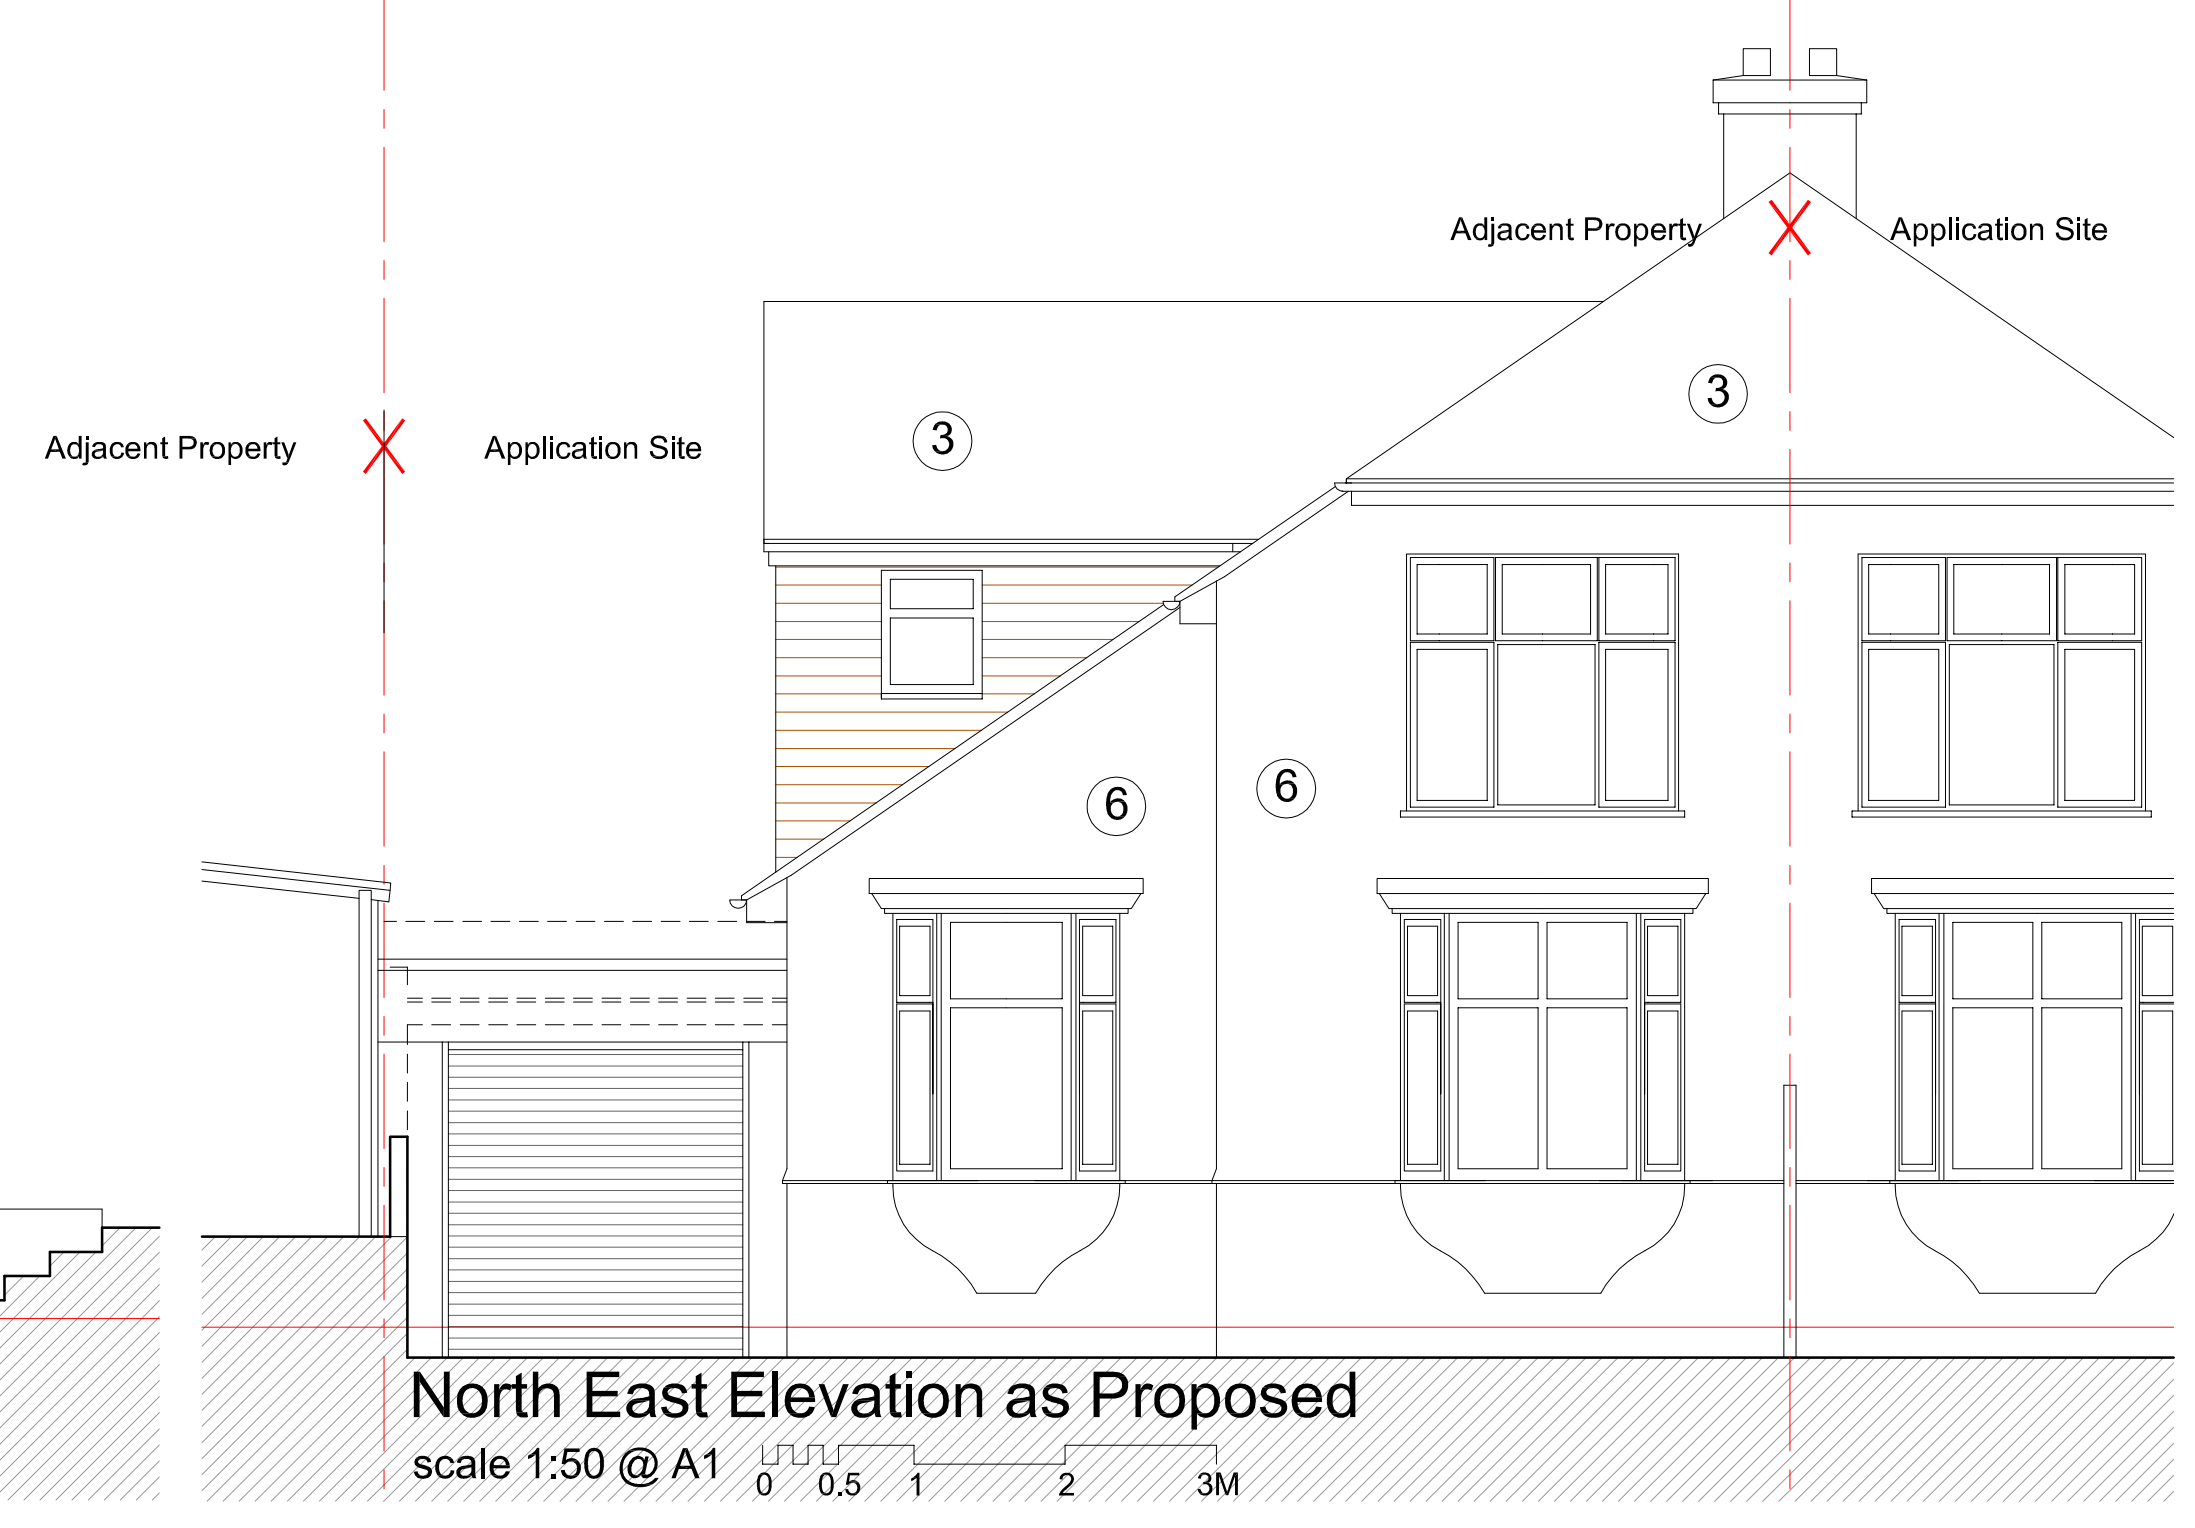 Adjacent Property Application Site
3
3
Adjacent Property Application Site
6
6
North East Elevation as Proposed
scale 1:50 @ A1
0 0.5 1 2 3M